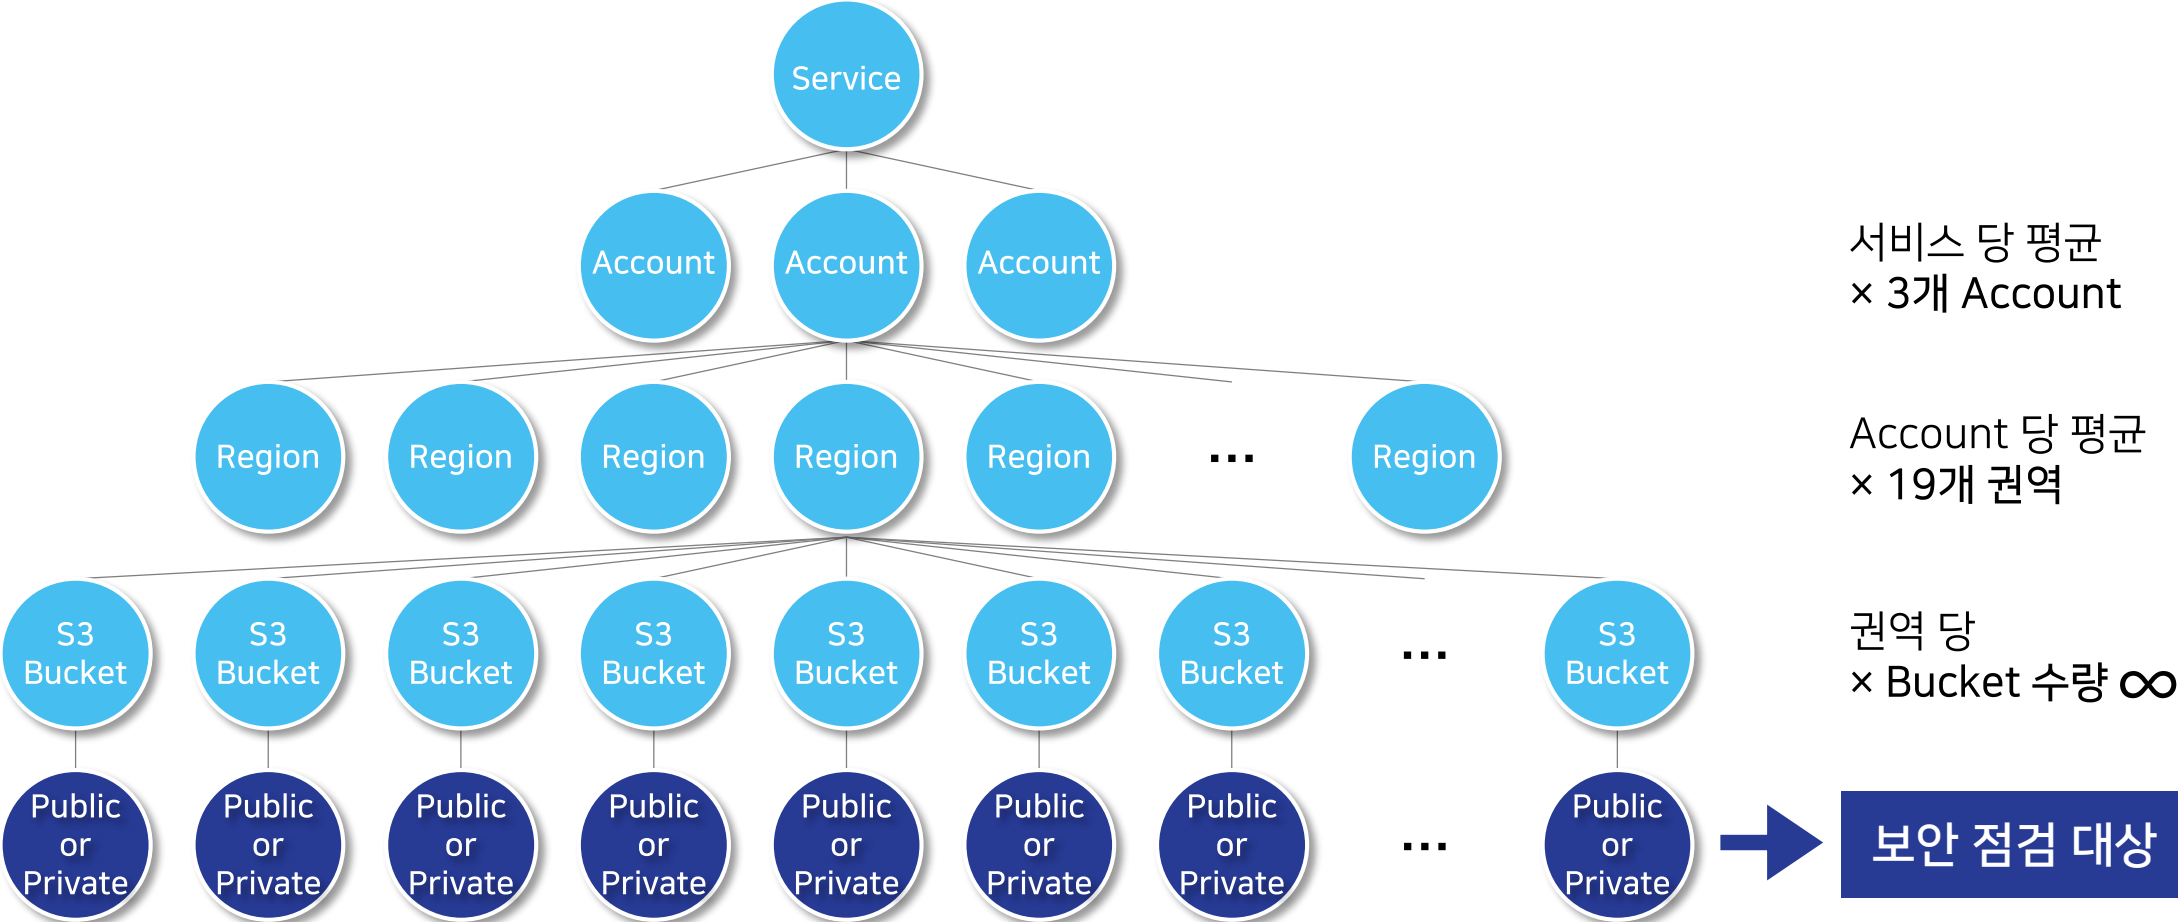 Service
Account Account Account
서비스 당 평균
× 3개 Account
Region Region Region Region Region ... Region
Account 당 평균
× 19개 권역
S3 S3 S3 S3 S3 S3 S3 S3
Bucket Bucket Bucket Bucket Bucket Bucket Bucket ... Bucket
권역 당
× Bucket 수량 ∞
Public Public Public Public Public Public Public Public
or or or or or or or ... or
Private Private Private Private Private Private Private Private
보안 점검 대상